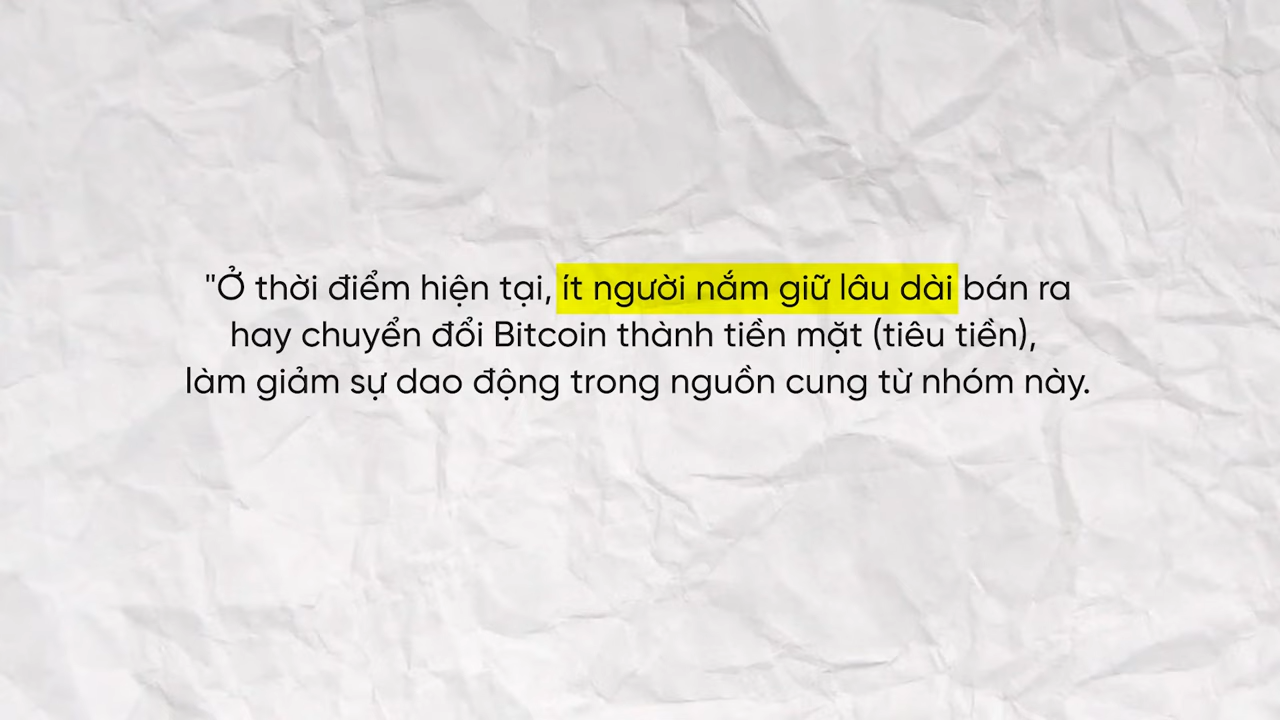 "Ở thời điểm hiện tại, ít người nắm giữ lâu dài bán ra
hay chuyển đổi Bitcoin thành tiền mặt (tiêu tiền),
làm giảm sự dao động trong nguồn cung từ nhóm này.